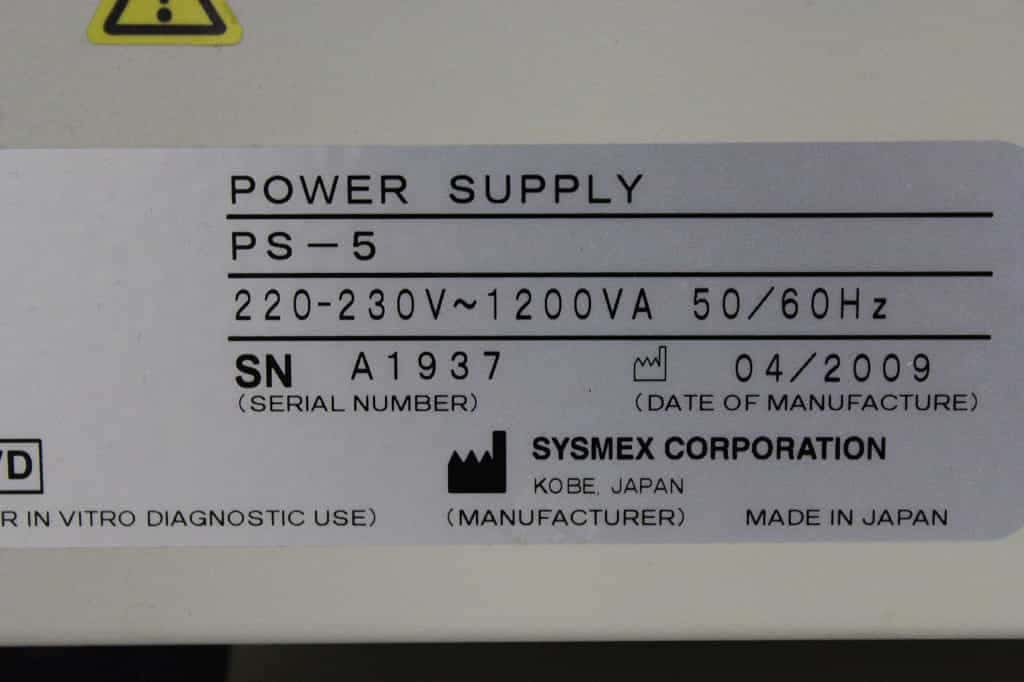 POWER SUPPLY
PS-5
220-230V~1200VA 50/60Hz
SN A1937 04/2009
(SERIAL NUMBER) (DATE OF MANUFACTURE)
SYSMEX CORPORATION
VD
KOBE, JAPAN
R IN VITRO DIAGNOSTIC USE) (MANUFACTURER) MADE IN JAPAN